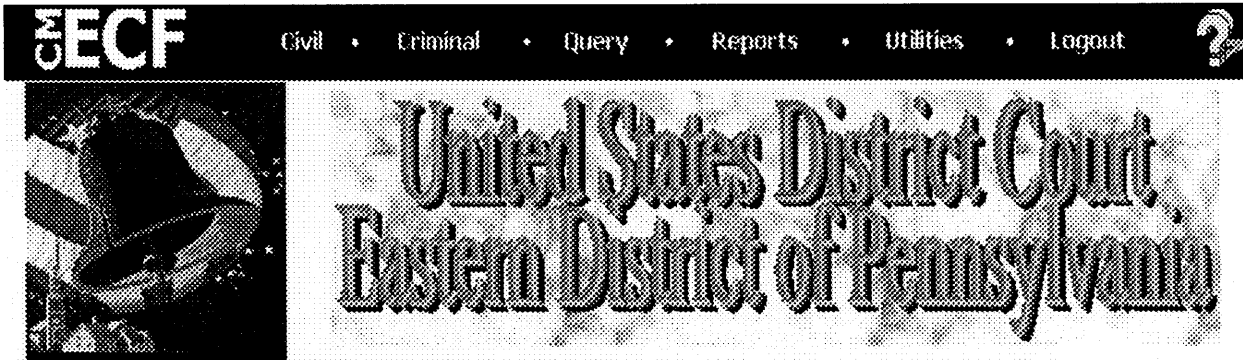 CM ECF Civil • Criminal • Query • Reports • Utilities • Logout ?
United States District Court
Eastern District of Pennsylvania